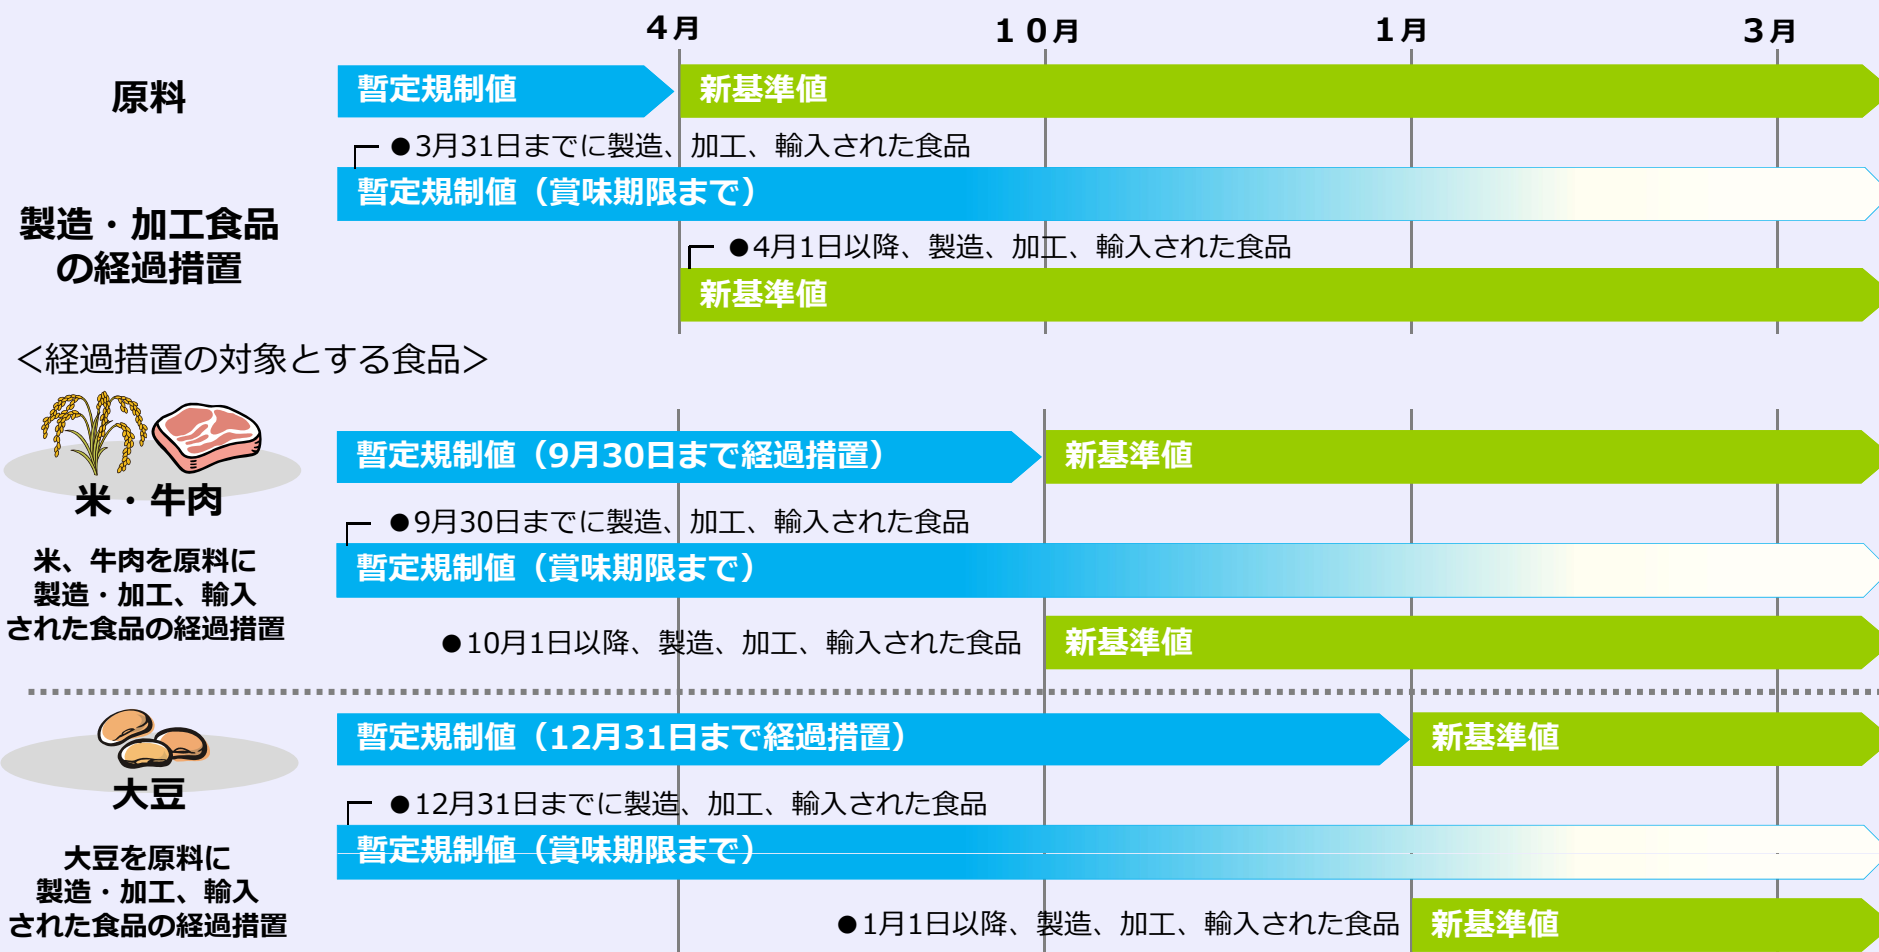 4月 10月 1月 3月
原料
暫定規制値 新基準値
●3月31日までに製造、加工、輸入された食品
製造・加工食品
の経過措置
暫定規制値（賞味期限まで）
●4月1日以降、製造、加工、輸入された食品
新基準値
＜経過措置の対象とする食品＞
米・牛肉
暫定規制値（9月30日まで経過措置） 新基準値
米、牛肉を原料に
製造・加工、輸入
された食品の経過措置
●9月30日までに製造、加工、輸入された食品
暫定規制値（賞味期限まで）
●10月1日以降、製造、加工、輸入された食品 新基準値
大豆
暫定規制値（12月31日まで経過措置） 新基準値
大豆を原料に
製造・加工、輸入
された食品の経過措置
●12月31日までに製造、加工、輸入された食品
暫定規制値（賞味期限まで）
●1月1日以降、製造、加工、輸入された食品 新基準値